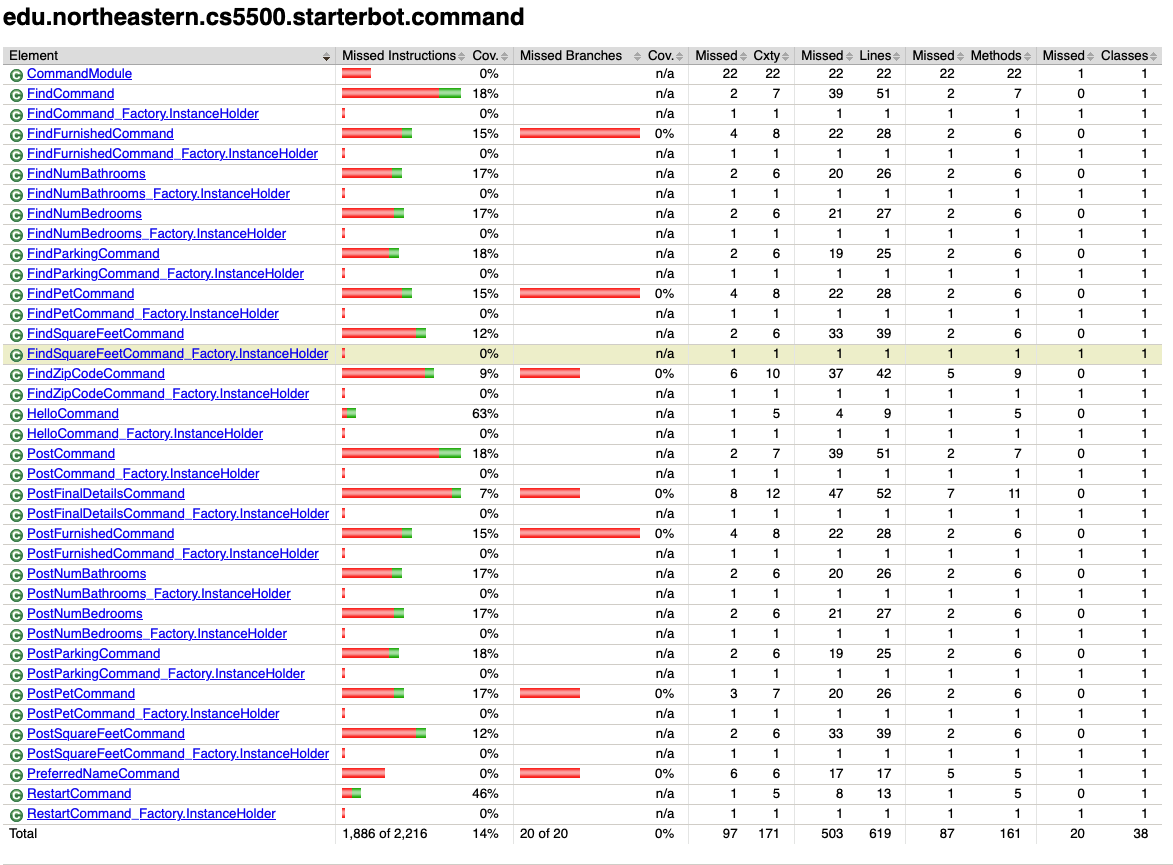 edu.northeastern.cs5500.starterbot.command
Element Missed Instructions Cov. Missed Branches Cov. Missed Cxty Missed Lines Missed Methods Missed Classes
CommandModule 0% n/a 22 22 22 22 22 22 1 1
FindCommand 18% n/a 2 7 39 51 2 7 0 1
FindCommand_Factory.InstanceHolder 0% n/a 1 1 1 1 1 1 1 1
FindFurnishedCommand 15% 0% 4 8 22 28 2 6 0 1
FindFurnishedCommand_Factory.InstanceHolder 0% n/a 1 1 1 1 1 1 1 1
FindNumBathrooms 17% n/a 2 6 20 26 2 6 0 1
FindNumBathrooms_Factory.InstanceHolder 0% n/a 1 1 1 1 1 1 1 1
FindNumBedrooms 17% n/a 2 6 21 27 2 6 0 1
FindNumBedrooms_Factory.InstanceHolder 0% n/a 1 1 1 1 1 1 1 1
FindParkingCommand 18% n/a 2 6 19 25 2 6 0 1
FindParkingCommand_Factory.InstanceHolder 0% n/a 1 1 1 1 1 1 1 1
FindPetCommand 15% 0% 4 8 22 28 2 6 0 1
FindPetCommand_Factory.InstanceHolder 0% n/a 1 1 1 1 1 1 1 1
FindSquareFeetCommand 12% n/a 2 6 33 39 2 6 0 1
FindSquareFeetCommand_Factory.InstanceHolder 0% n/a 1 1 1 1 1 1 1 1
FindZipCodeCommand 9% 0% 6 10 37 42 5 9 0 1
FindZipCodeCommand_Factory.InstanceHolder 0% n/a 1 1 1 1 1 1 1 1
HelloCommand 63% n/a 1 5 4 9 1 5 0 1
HelloCommand_Factory.InstanceHolder 0% n/a 1 1 1 1 1 1 1 1
PostCommand 18% n/a 2 7 39 51 2 7 0 1
PostCommand_Factory.InstanceHolder 0% n/a 1 1 1 1 1 1 1 1
PostFinalDetailsCommand 7% 0% 8 12 47 52 7 11 0 1
PostFinalDetailsCommand_Factory.InstanceHolder 0% n/a 1 1 1 1 1 1 1 1
PostFurnishedCommand 15% 0% 4 8 22 28 2 6 0 1
PostFurnishedCommand_Factory.InstanceHolder 0% n/a 1 1 1 1 1 1 1 1
PostNumBathrooms 17% n/a 2 6 20 26 2 6 0 1
PostNumBathrooms_Factory.InstanceHolder 0% n/a 1 1 1 1 1 1 1 1
PostNumBedrooms 17% n/a 2 6 21 27 2 6 0 1
PostNumBedrooms_Factory.InstanceHolder 0% n/a 1 1 1 1 1 1 1 1
PostParkingCommand 18% n/a 2 6 19 25 2 6 0 1
PostParkingCommand_Factory.InstanceHolder 0% n/a 1 1 1 1 1 1 1 1
PostPetCommand 17% 0% 3 7 20 26 2 6 0 1
PostPetCommand_Factory.InstanceHolder 0% n/a 1 1 1 1 1 1 1 1
PostSquareFeetCommand 12% n/a 2 6 33 39 2 6 0 1
PostSquareFeetCommand_Factory.InstanceHolder 0% n/a 1 1 1 1 1 1 1 1
PreferredNameCommand 0% 0% 6 6 17 17 5 5 1 1
RestartCommand 46% n/a 1 5 8 13 1 5 0 1
RestartCommand_Factory.InstanceHolder 0% n/a 1 1 1 1 1 1 1 1
Total 1,886 of 2,216 14% 20 of 20 0% 97 171 503 619 87 161 20 38